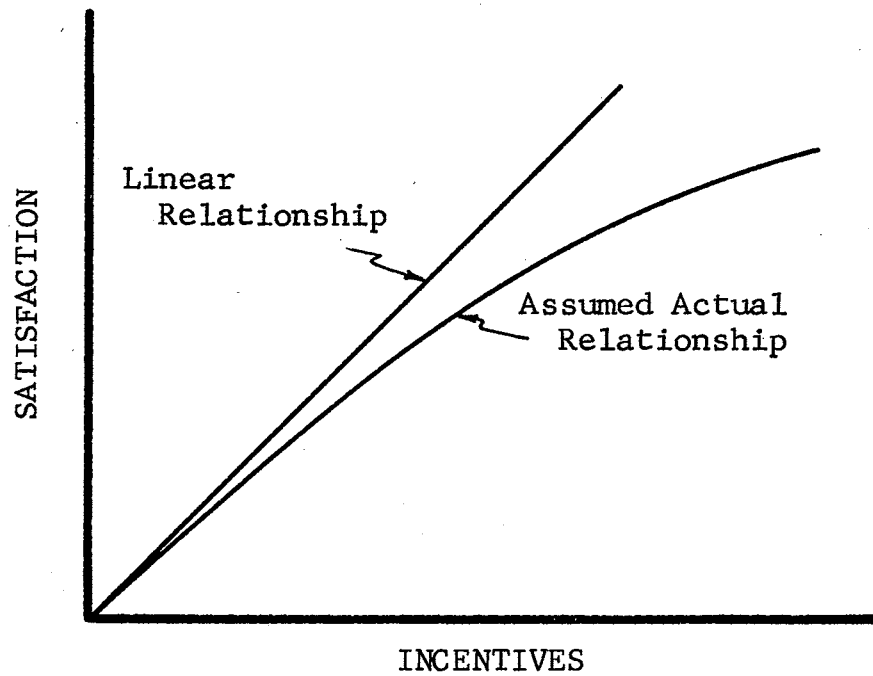 Linear
Relationship
SATISFACTION
Assumed Actual
Relationship
INCENTIVES